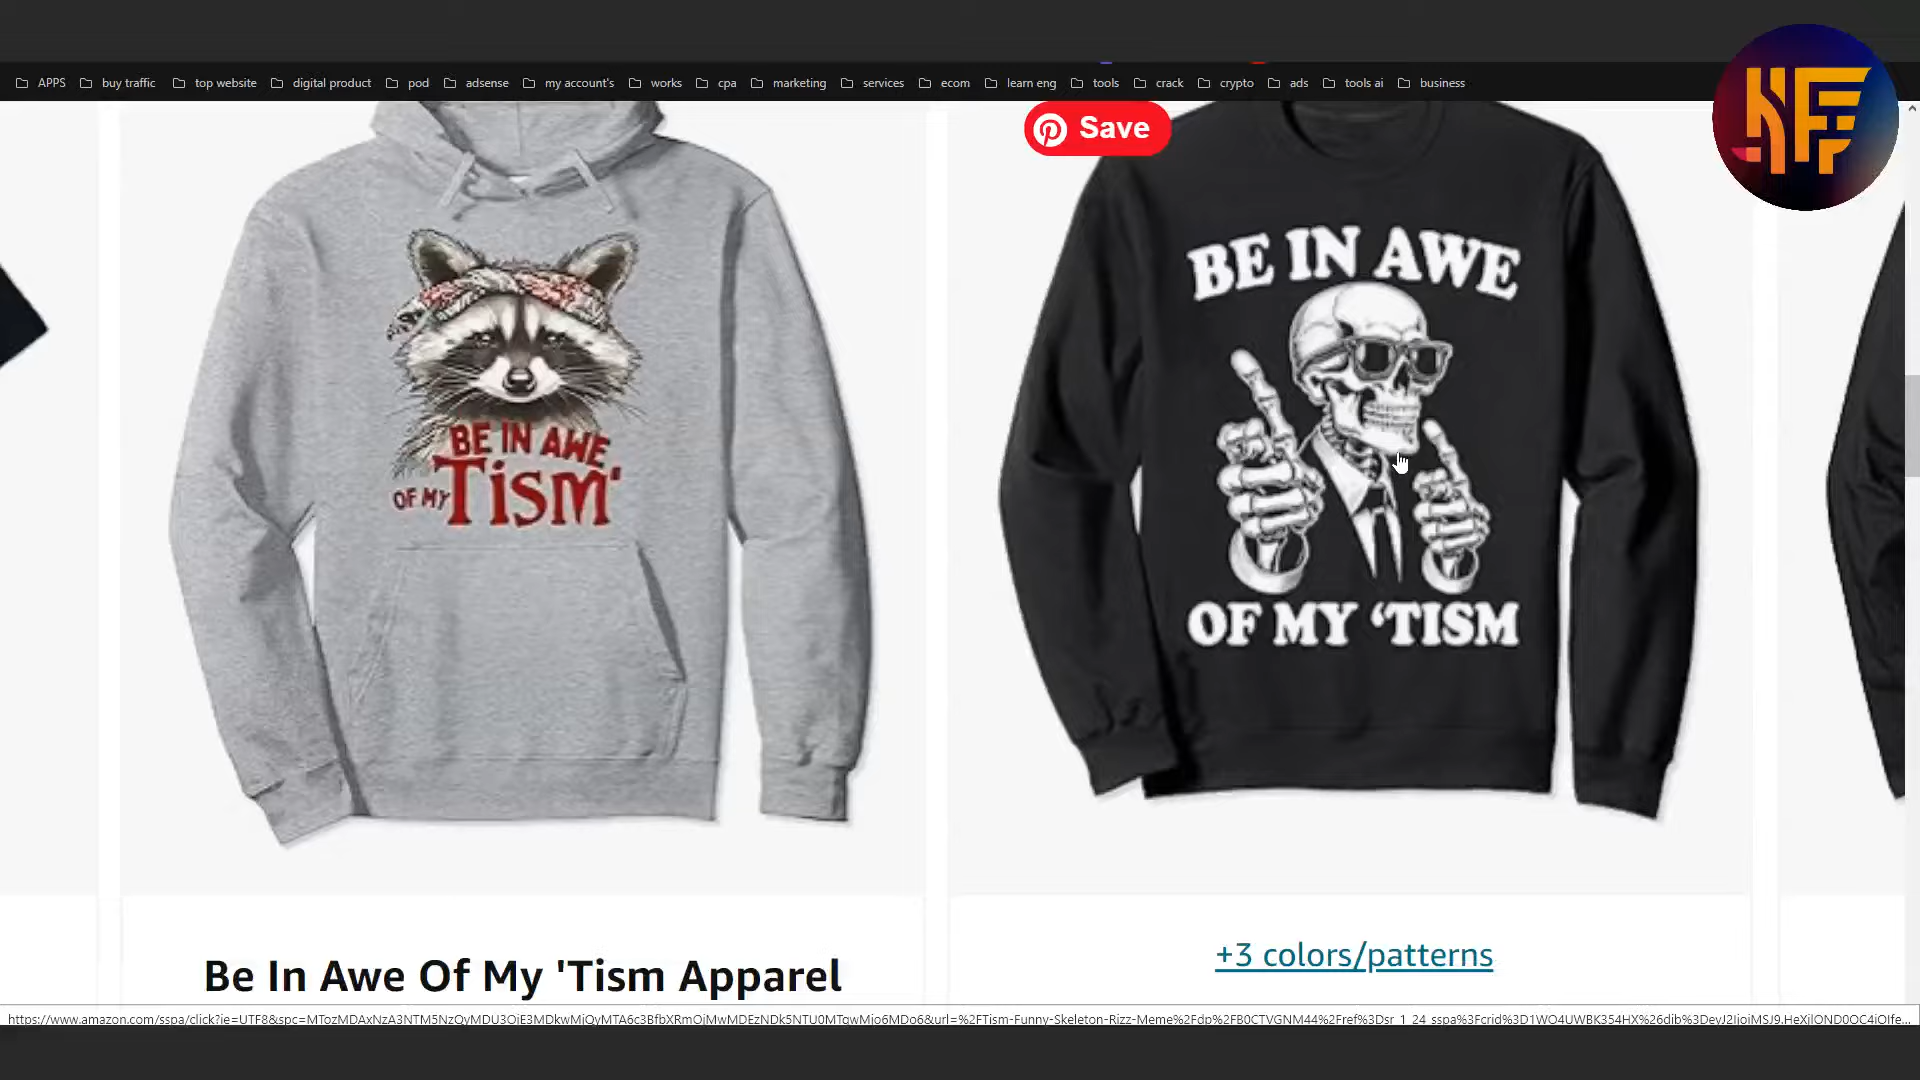 APPS buy traffic top website digital product pod adsense my account's works cpa marketing services ecom learn eng tools crack crypto ads tools ai business
Save
BE IN AWE
OF MY TISM'
BE IN AWE
OF MY ‘TISM
+3 colors/patterns
Be In Awe Of My 'Tism Apparel